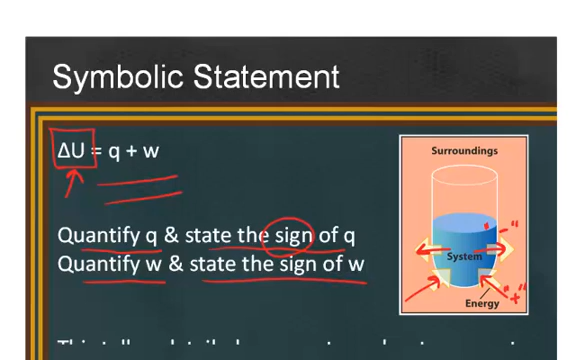 Symbolic Statement
ΔU = q + w
Quantify q & state the sign of q
Quantify w & state the sign of w
Surroundings
"-"
System
"+"
Energy